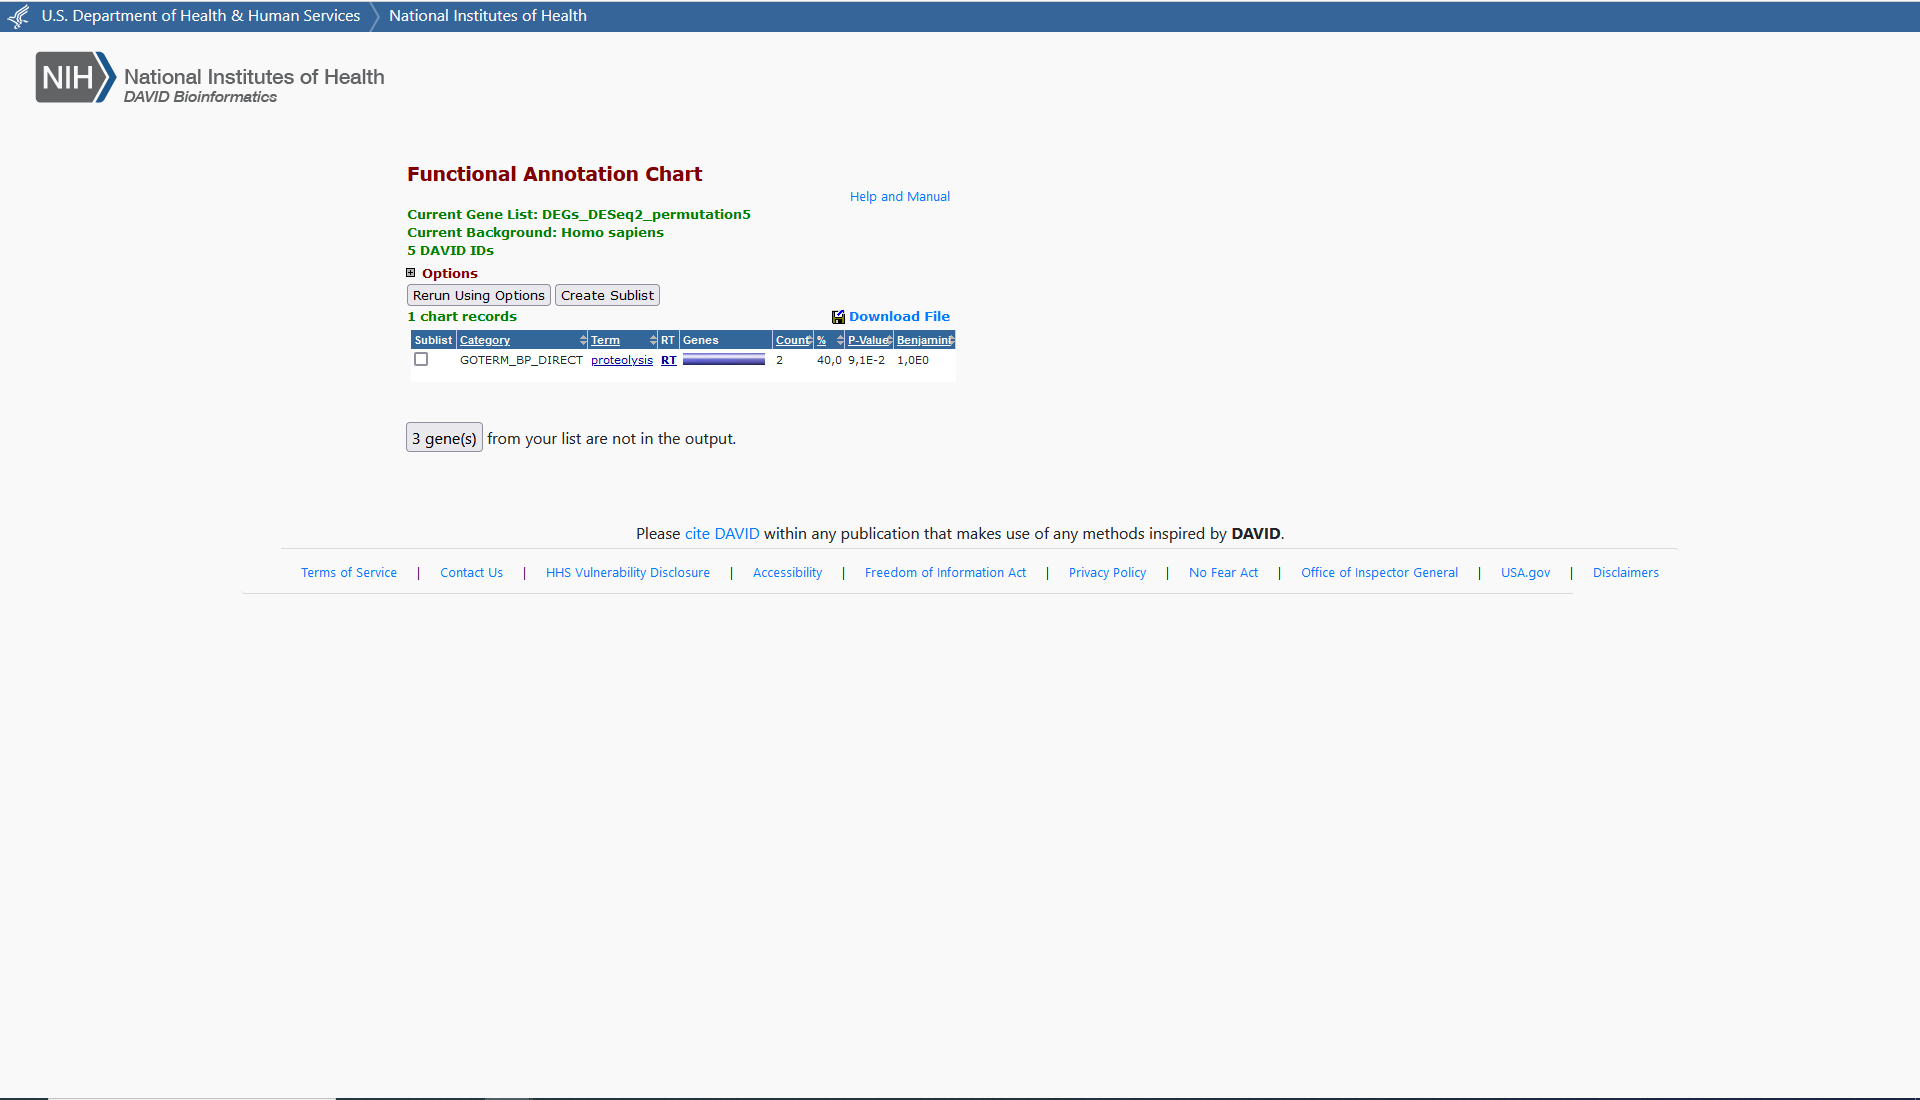 U.S. Department of Health & Human Services National Institutes of Health
NIH National Institutes of Health
DAVID Bioinformatics
Functional Annotation Chart
Help and Manual
Current Gene List: DEGs_DESeq2_permutation5
Current Background: Homo sapiens
5 DAVID IDs
Options
Rerun Using Options Create Sublist
1 chart records Download File
Sublist Category Term RT Genes Count % P-Value Benjamini
GOTERM_BP_DIRECT proteolysis RT 2 40,0 9,1E-2 1,0E0
3 gene(s) from your list are not in the output.
Please cite DAVID within any publication that makes use of any methods inspired by DAVID.
Terms of Service | Contact Us | HHS Vulnerability Disclosure | Accessibility | Freedom of Information Act | Privacy Policy | No Fear Act | Office of Inspector General | USA.gov | Disclaimers